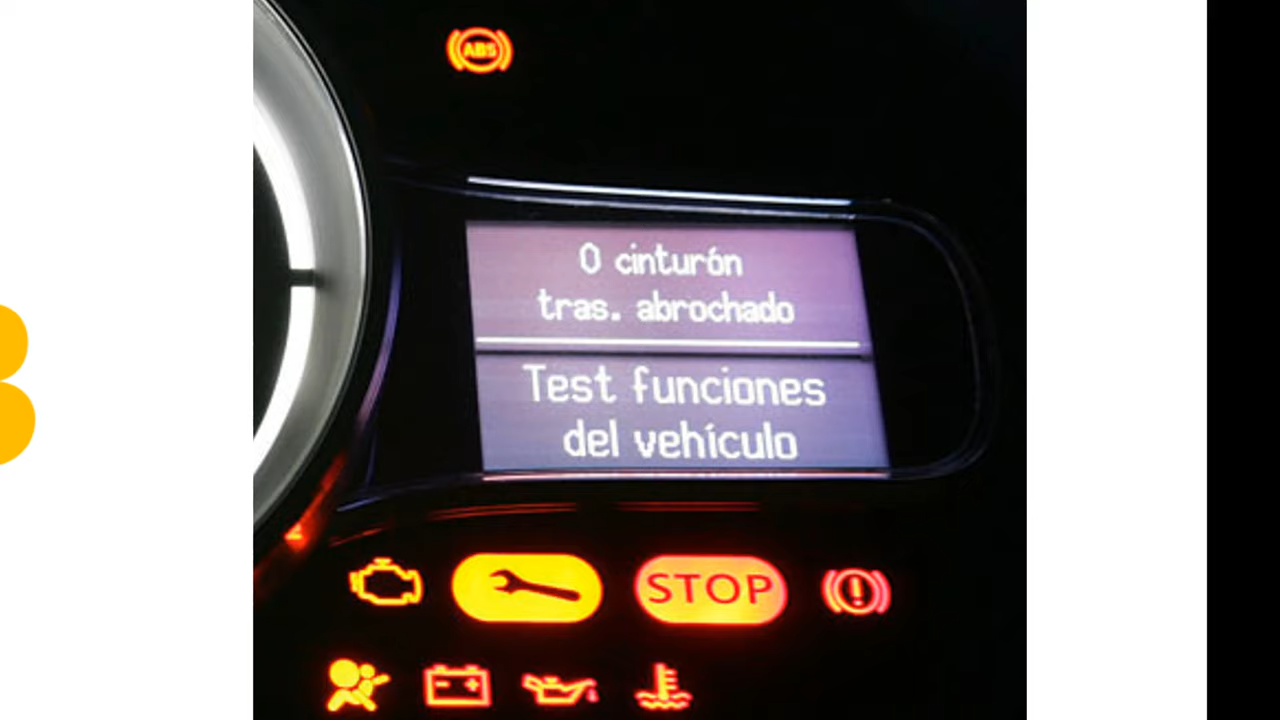 ABS
0 cinturón
tras. abrochado
Test funciones
del vehículo
STOP